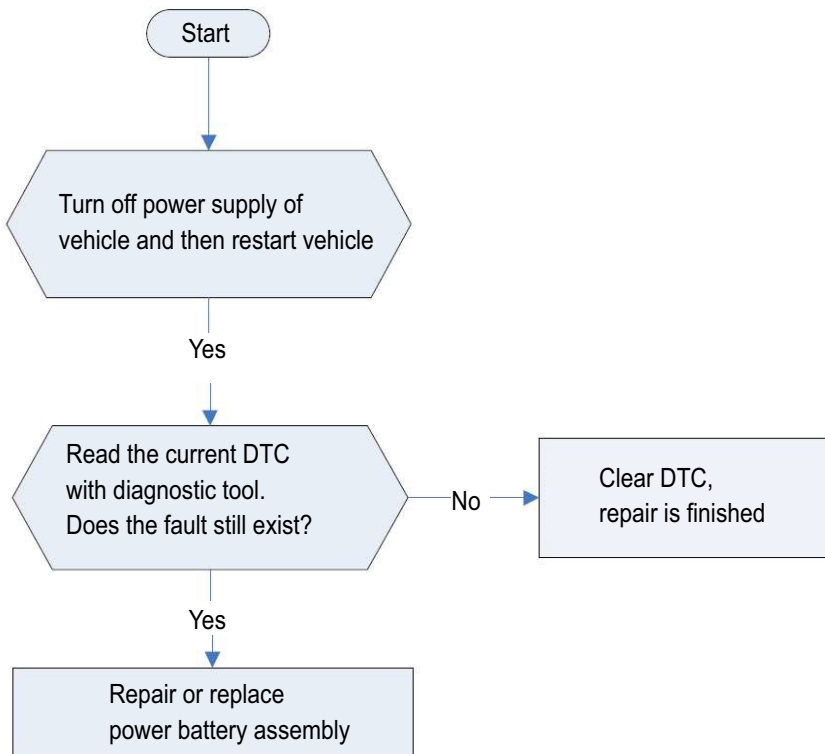 Start
Turn off power supply of
vehicle and then restart vehicle
Yes
Read the current DTC
with diagnostic tool.
Does the fault still exist?
No
Clear DTC,
repair is finished
Yes
Repair or replace
power battery assembly